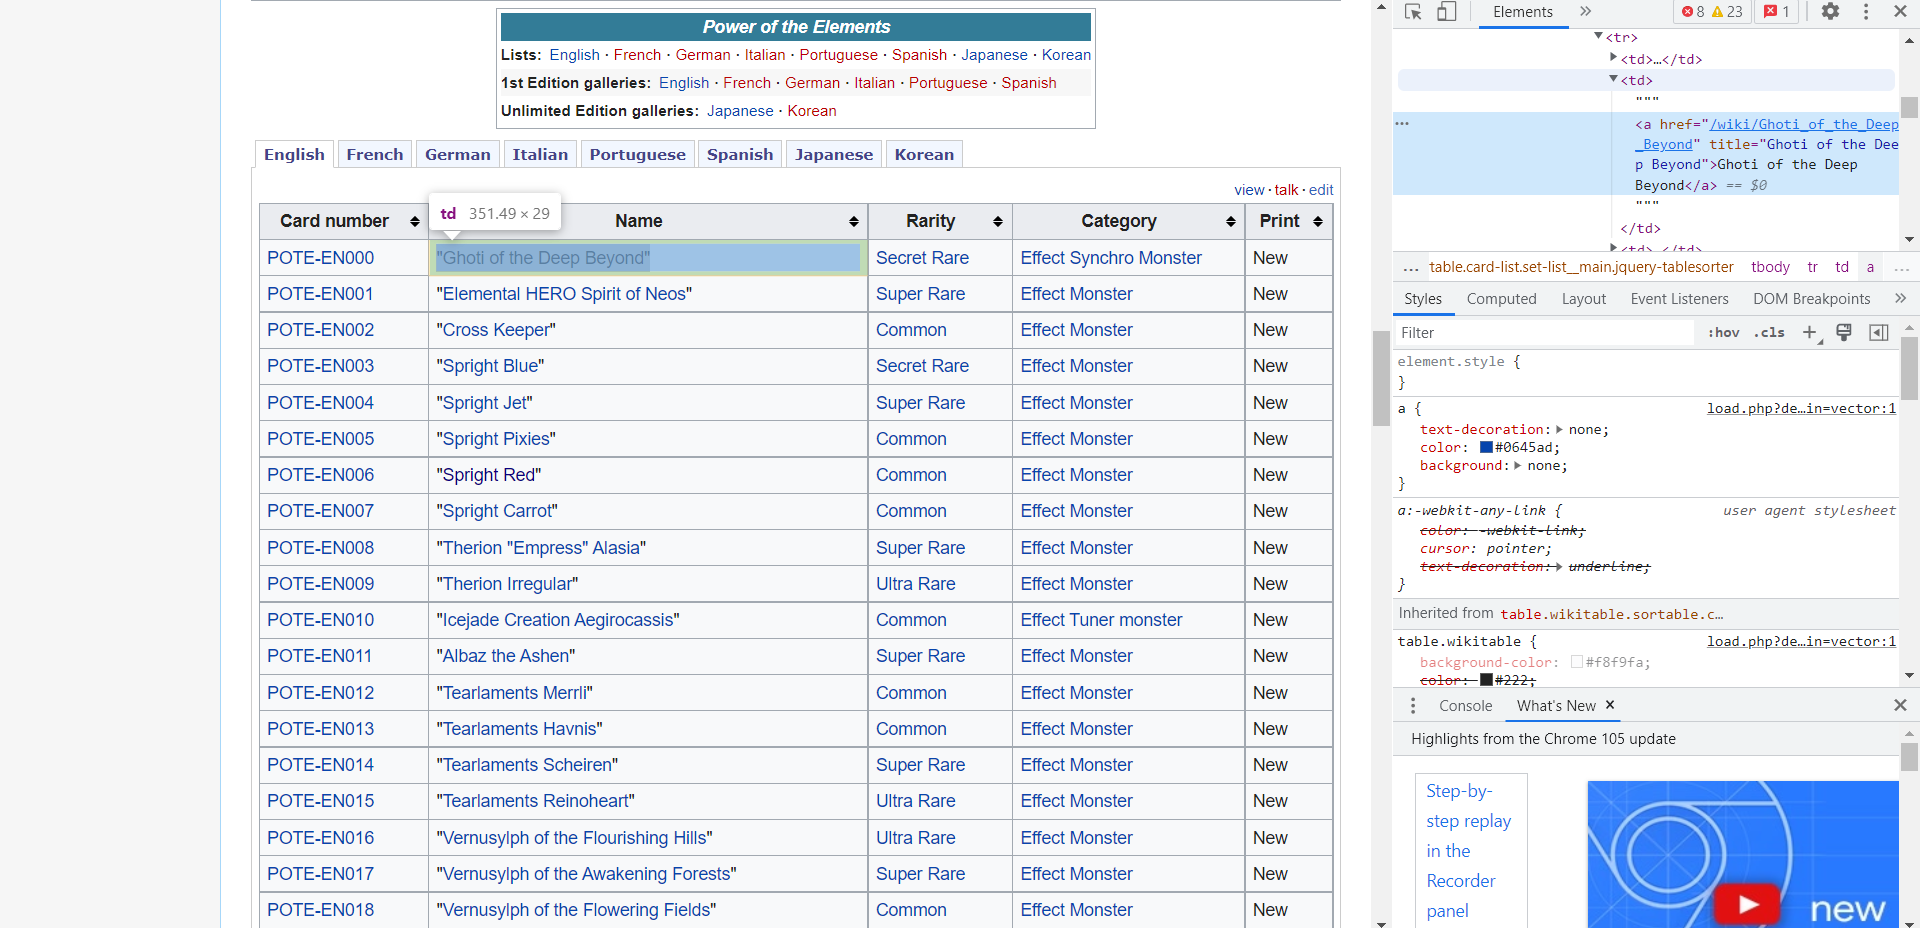 Power of the Elements
Lists: English · French · German · Italian · Portuguese · Spanish · Japanese · Korean
1st Edition galleries: English · French · German · Italian · Portuguese · Spanish
Unlimited Edition galleries: Japanese · Korean
English French German Italian Portuguese Spanish Japanese Korean
view · talk · edit
td 351.49 × 29
Card number Name Rarity Category Print
POTE-EN000 "Ghoti of the Deep Beyond" Secret Rare Effect Synchro Monster New
POTE-EN001 "Elemental HERO Spirit of Neos" Super Rare Effect Monster New
POTE-EN002 "Cross Keeper" Common Effect Monster New
POTE-EN003 "Spright Blue" Secret Rare Effect Monster New
POTE-EN004 "Spright Jet" Super Rare Effect Monster New
POTE-EN005 "Spright Pixies" Common Effect Monster New
POTE-EN006 "Spright Red" Common Effect Monster New
POTE-EN007 "Spright Carrot" Common Effect Monster New
POTE-EN008 "Therion "Empress" Alasia" Super Rare Effect Monster New
POTE-EN009 "Therion Irregular" Ultra Rare Effect Monster New
POTE-EN010 "Icejade Creation Aegirocassis" Common Effect Tuner monster New
POTE-EN011 "Albaz the Ashen" Super Rare Effect Monster New
POTE-EN012 "Tearlaments Merrli" Common Effect Monster New
POTE-EN013 "Tearlaments Havnis" Common Effect Monster New
POTE-EN014 "Tearlaments Scheiren" Super Rare Effect Monster New
POTE-EN015 "Tearlaments Reinoheart" Ultra Rare Effect Monster New
POTE-EN016 "Vernusylph of the Flourishing Hills" Ultra Rare Effect Monster New
POTE-EN017 "Vernusylph of the Awakening Forests" Super Rare Effect Monster New
POTE-EN018 "Vernusylph of the Flowering Fields" Common Effect Monster New
Elements » 8 23 1
<tr>
<td>…</td>
<td>
"""
<a href="/wiki/Ghoti_of_the_Deep
_Beyond" title="Ghoti of the Dee
p Beyond">Ghoti of the Deep
Beyond</a> == $0
"""
</td>
<td>…</td>
… table.card-list.set-list__main.jquery-tablesorter tbody tr td a …
Styles Computed Layout Event Listeners DOM Breakpoints »
Filter :hov .cls +
element.style {
}
a { load.php?de…in=vector:1
text-decoration: none;
color: #0645ad;
background: none;
}
a:-webkit-any-link { user agent stylesheet
color: -webkit-link;
cursor: pointer;
text-decoration: underline;
}
Inherited from table.wikitable.sortable.c…
table.wikitable { load.php?de…in=vector:1
background-color: #f8f9fa;
color: #222;
Console What's New ×
Highlights from the Chrome 105 update
Step-by-
step replay
in the
Recorder
panel
new